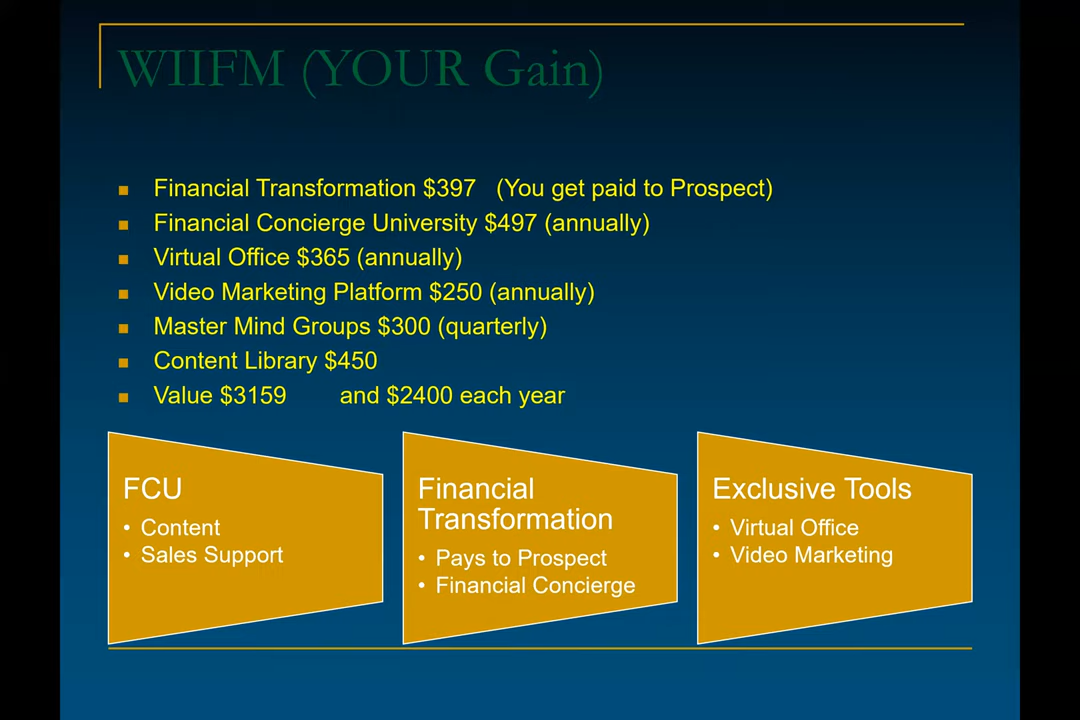 WIIFM (YOUR Gain)
Financial Transformation $397 (You get paid to Prospect)
Financial Concierge University $497 (annually)
Virtual Office $365 (annually)
Video Marketing Platform $250 (annually)
Master Mind Groups $300 (quarterly)
Content Library $450
Value $3159 and $2400 each year
FCU
• Content
• Sales Support
Financial
Transformation
• Pays to Prospect
• Financial Concierge
Exclusive Tools
• Virtual Office
• Video Marketing